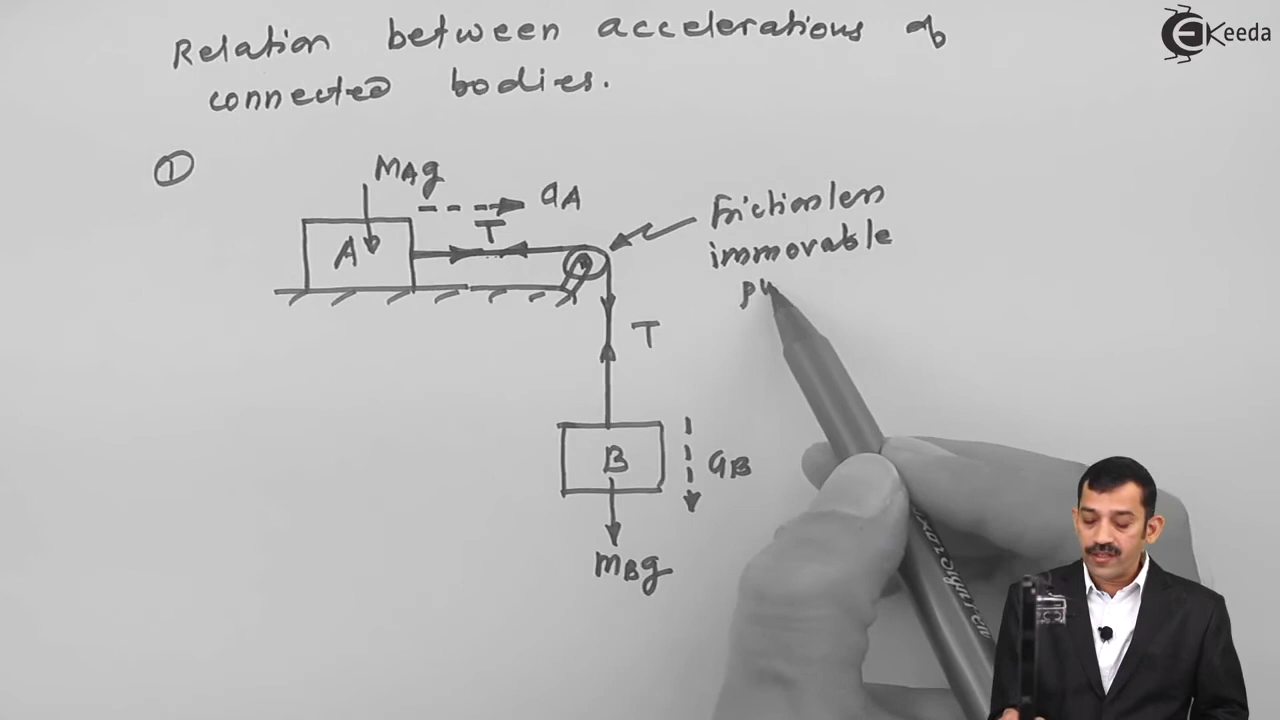 Relation between accelerations of
connected bodies.
EKeeda
①
MAg
aA
T
A
Frictionless
immovable
pu
T
B
aB
mBg